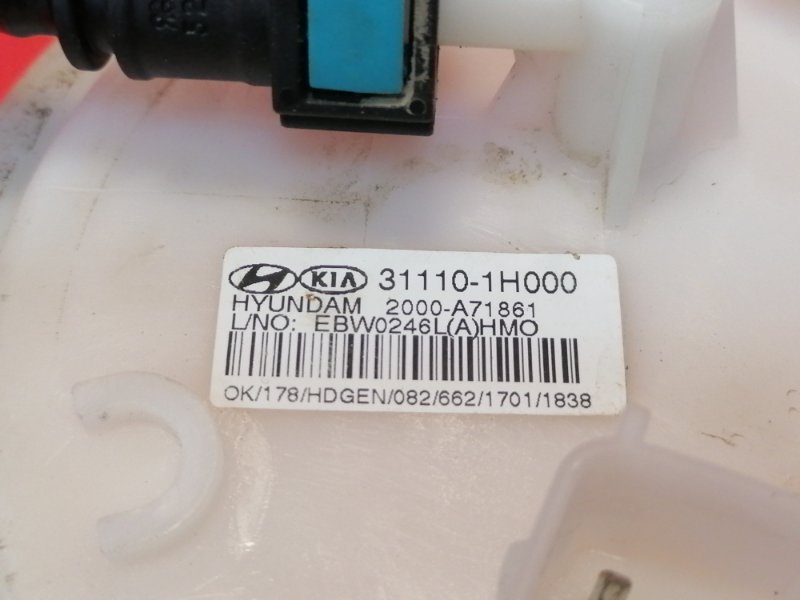 KIA 31110-1H000
HYUNDAM 2000-A71861
L/NO: EBW0246L(A)HMO
OK/178/HDGEN/082/662/1701/1838